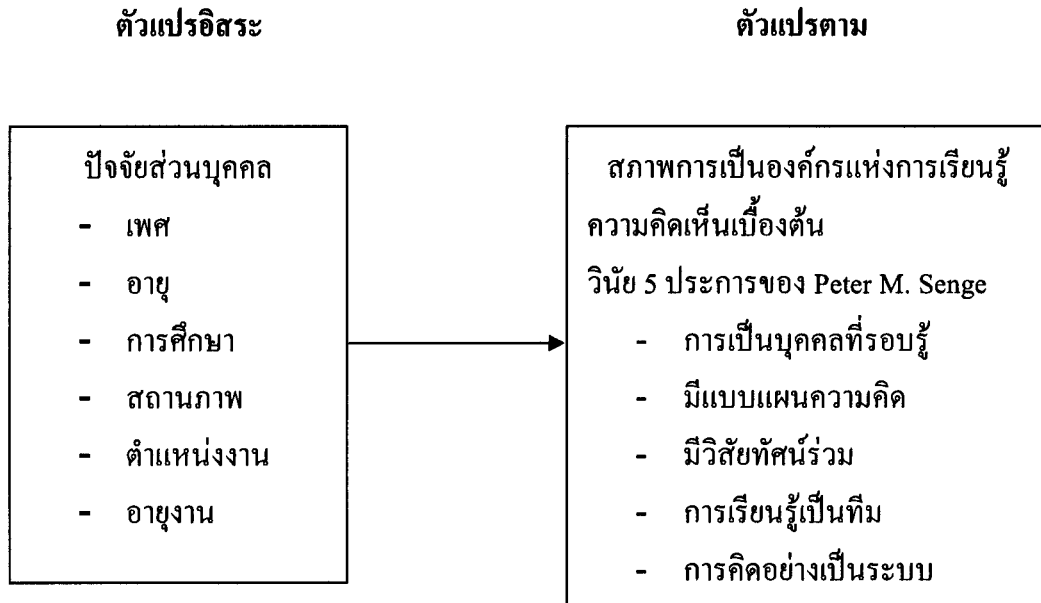 ตัวแปรอิสระ
ตัวแปรตาม
ปัจจัยส่วนบุคคล
- เพศ
- อายุ
- การศึกษา
- สถานภาพ
- ตำแหน่งงาน
- อายุงาน
สภาพการเป็นองค์กรแห่งการเรียนรู้
ความคิดเห็นเบื้องต้น
วินัย 5 ประการของ Peter M. Senge
- การเป็นบุคคลที่รอบรู้
- มีแบบแผนความคิด
- มีวิสัยทัศน์ร่วม
- การเรียนรู้เป็นทีม
- การคิดอย่างเป็นระบบ